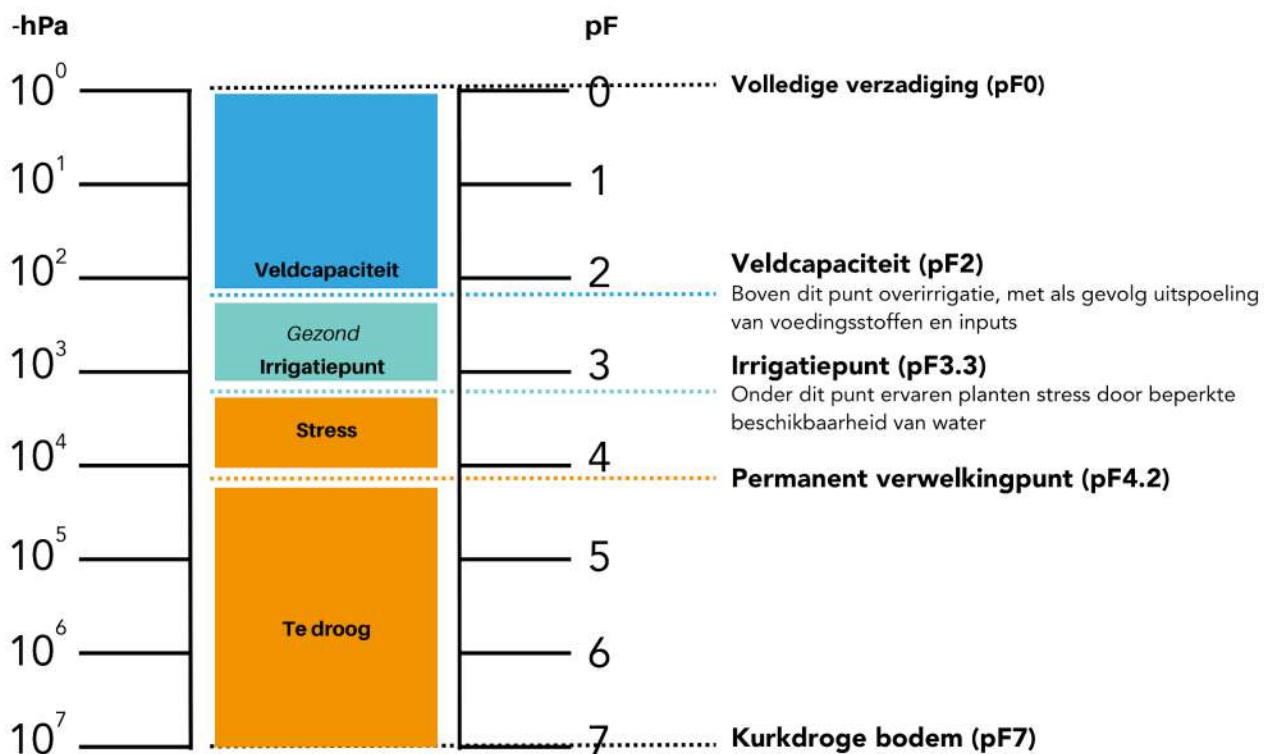 -hPa pF
10⁰ 0 Volledige verzadiging (pF0)
10¹ 1
10² Veldcapaciteit 2 Veldcapaciteit (pF2)
Boven dit punt overirrigatie, met als gevolg uitspoeling
van voedingsstoffen en inputs
Gezond
10³ Irrigatiepunt 3 Irrigatiepunt (pF3.3)
Onder dit punt ervaren planten stress door beperkte
beschikbaarheid van water
Stress
10⁴ 4 Permanent verwelkingpunt (pF4.2)
10⁵ 5
Te droog
10⁶ 6
10⁷ 7 Kurkdroge bodem (pF7)